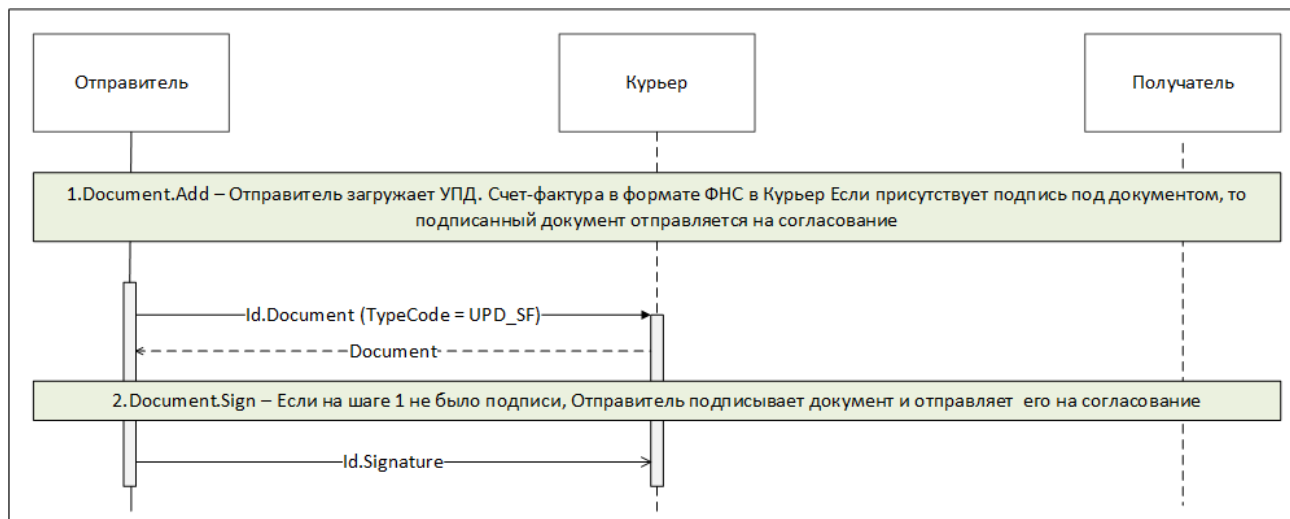 Отправитель
Курьер
Получатель
1.Document.Add – Отправитель загружает УПД. Счет-фактура в формате ФНС в Курьер Если присутствует подпись под документом, то
подписанный документ отправляется на согласование
Id.Document (TypeCode = UPD_SF)
Document
2.Document.Sign – Если на шаге 1 не было подписи, Отправитель подписывает документ и отправляет  его на согласование
Id.Signature